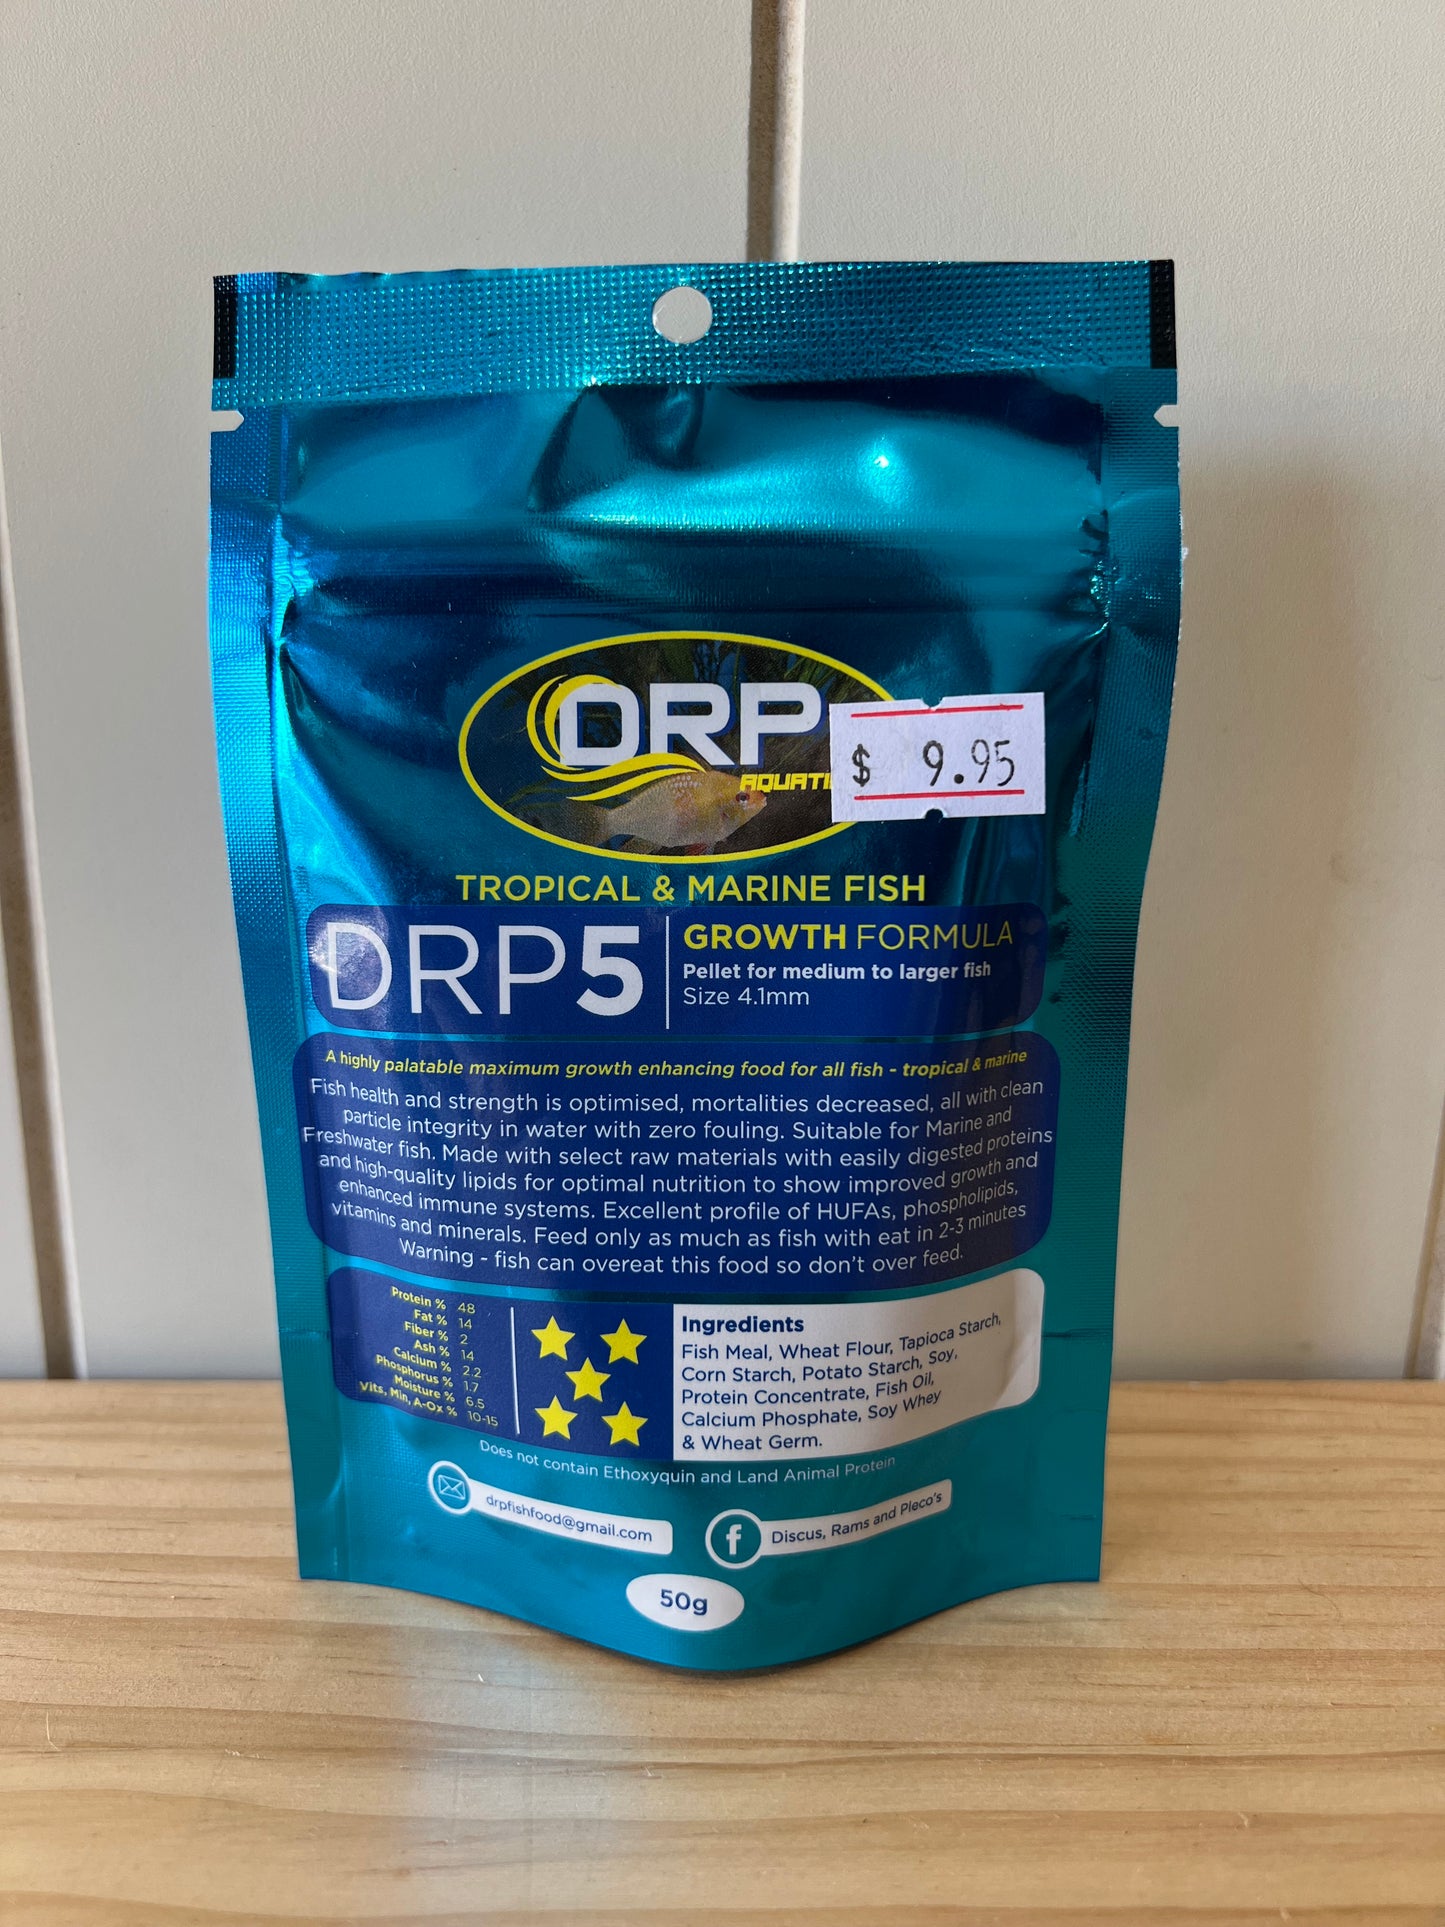 DRP
AQUATI
$ 9.95
TROPICAL & MARINE FISH
DRP5
GROWTH FORMULA
Pellet for medium to larger fish
Size 4.1mm
A highly palatable maximum growth enhancing food for all fish - tropical & marine
Fish health and strength is optimised, mortalities decreased, all with clean
particle integrity in water with zero fouling. Suitable for Marine and
Freshwater fish. Made with select raw materials with easily digested proteins
and high-quality lipids for optimal nutrition to show improved growth and
enhanced immune systems. Excellent profile of HUFAs, phospholipids,
vitamins and minerals. Feed only as much as fish with eat in 2-3 minutes
Warning - fish can overeat this food so don't over feed.
Protein % 48
Fat % 14
Fiber % 2
Ash % 14
Calcium % 2.2
Phosphorus % 1.7
Moisture % 6.5
Vits, Min, A-Ox % 10-15
Ingredients
Fish Meal, Wheat Flour, Tapioca Starch,
Corn Starch, Potato Starch, Soy,
Protein Concentrate, Fish Oil,
Calcium Phosphate, Soy Whey
& Wheat Germ.
Does not contain Ethoxyquin and Land Animal Protein
drpfishfood@gmail.com
f Discus, Rams and Pleco's
50g